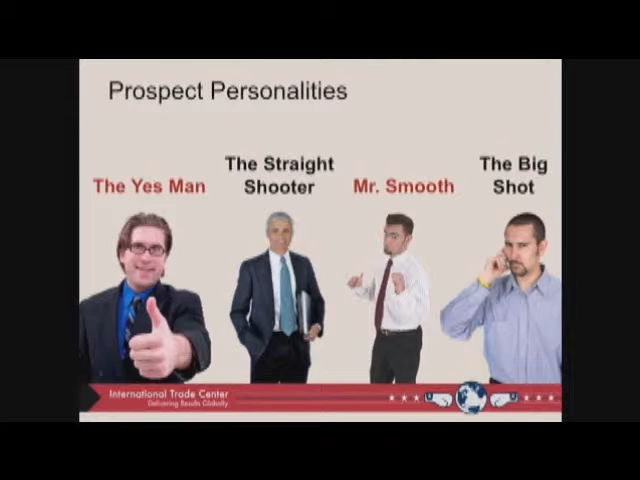 Prospect Personalities
The Yes Man
The Straight
Shooter
Mr. Smooth
The Big
Shot
International Trade Center
Delivering Results Globally